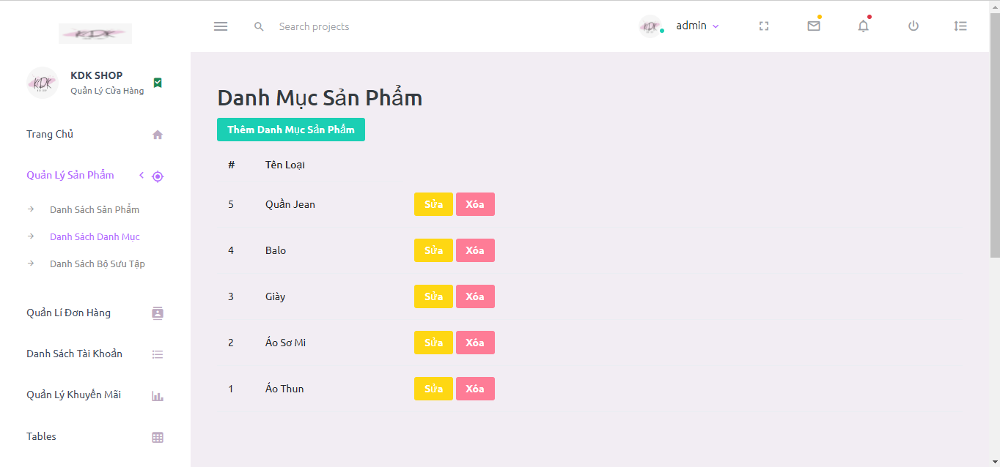 KDK
Search projects
KDK
admin
KDK
KDK SHOP
Quản Lý Cửa Hàng
Trang Chủ
Quản Lý Sản Phẩm
Danh Sách Sản Phẩm
Danh Sách Danh Mục
Danh Sách Bộ Sưu Tập
Quản Lí Đơn Hàng
Danh Sách Tài Khoản
Quản Lý Khuyến Mãi
Tables
Danh Mục Sản Phẩm
Thêm Danh Mục Sản Phẩm
# Tên Loại
5 Quần Jean Sửa Xóa
4 Balo Sửa Xóa
3 Giày Sửa Xóa
2 Áo Sơ Mi Sửa Xóa
1 Áo Thun Sửa Xóa